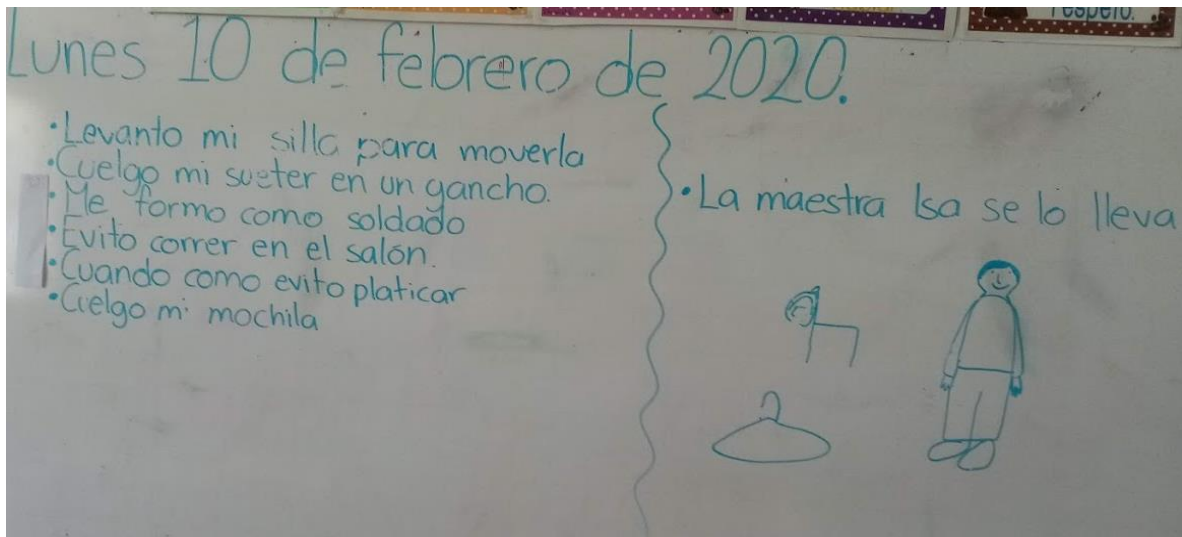 respeto.
Lunes 10 de febrero de 2020.
•Levanto mi silla para moverla
•Cuelgo mi sueter en un gancho.
•Me formo como soldado
•Evito correr en el salón.
•Cuando como evito platicar
•Cuelgo mi mochila
•La maestra Isa se lo lleva